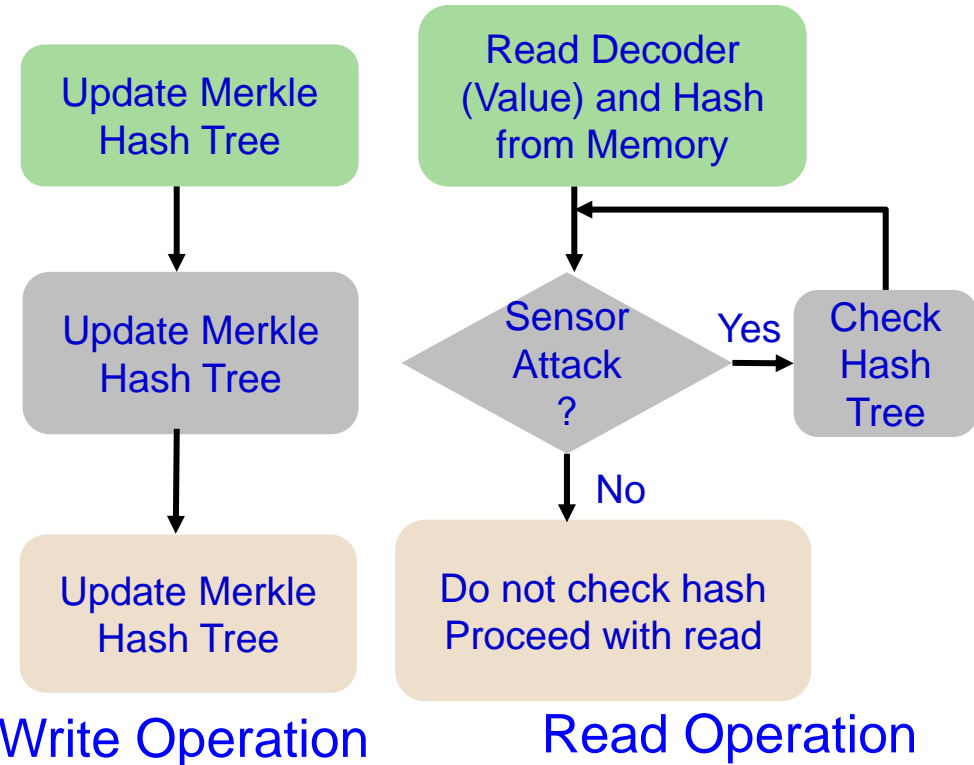 Update Merkle
Hash Tree
Update Merkle
Hash Tree
Update Merkle
Hash Tree
Write Operation
Read Decoder
(Value) and Hash
from Memory
Sensor
Attack
?
Yes
Check
Hash
Tree
No
Do not check hash
Proceed with read
Read Operation